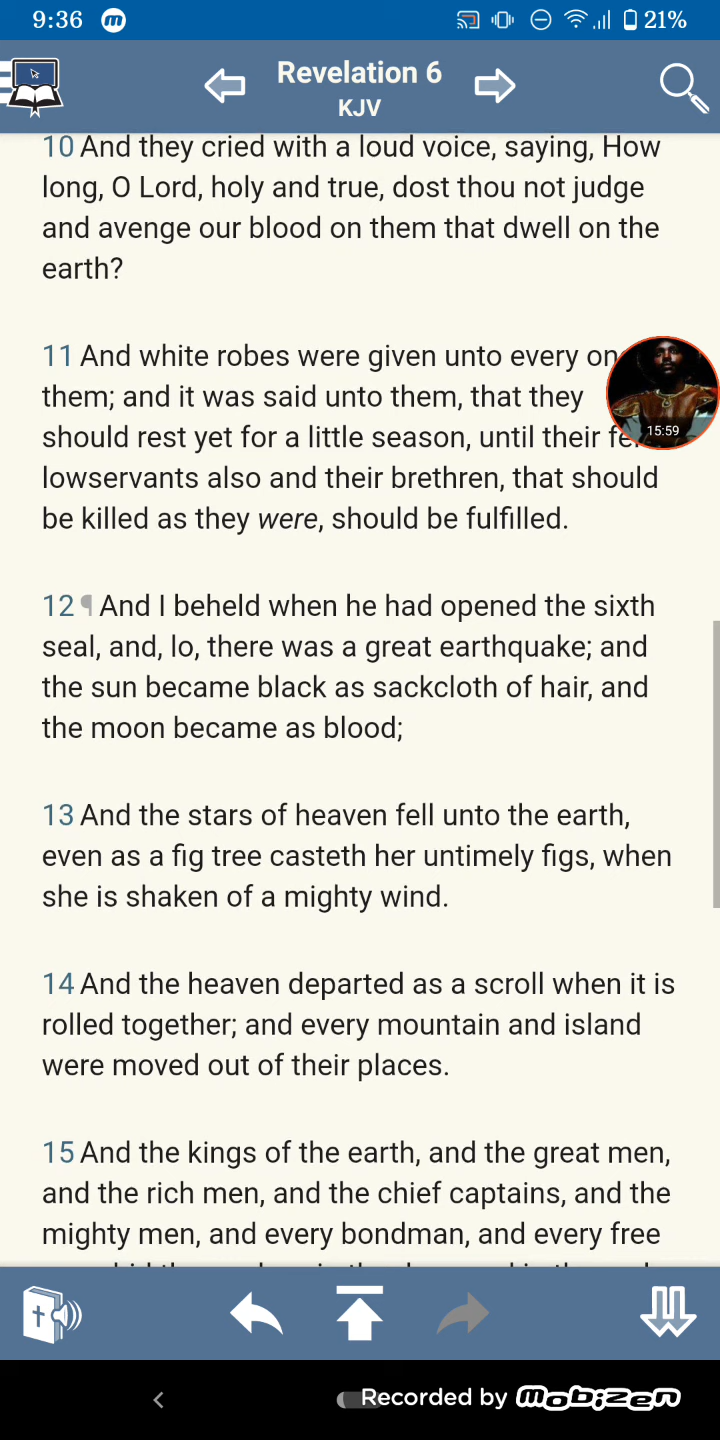 9:36
21%
Revelation 6
KJV
10 And they cried with a loud voice, saying, How
long, O Lord, holy and true, dost thou not judge
and avenge our blood on them that dwell on the
earth?
11 And white robes were given unto every on
them; and it was said unto them, that they
should rest yet for a little season, until their fe
15:59
lowservants also and their brethren, that should
be killed as they were, should be fulfilled.
12 ¶ And I beheld when he had opened the sixth
seal, and, lo, there was a great earthquake; and
the sun became black as sackcloth of hair, and
the moon became as blood;
13 And the stars of heaven fell unto the earth,
even as a fig tree casteth her untimely figs, when
she is shaken of a mighty wind.
14 And the heaven departed as a scroll when it is
rolled together; and every mountain and island
were moved out of their places.
15 And the kings of the earth, and the great men,
and the rich men, and the chief captains, and the
mighty men, and every bondman, and every free
Recorded by Mobizen